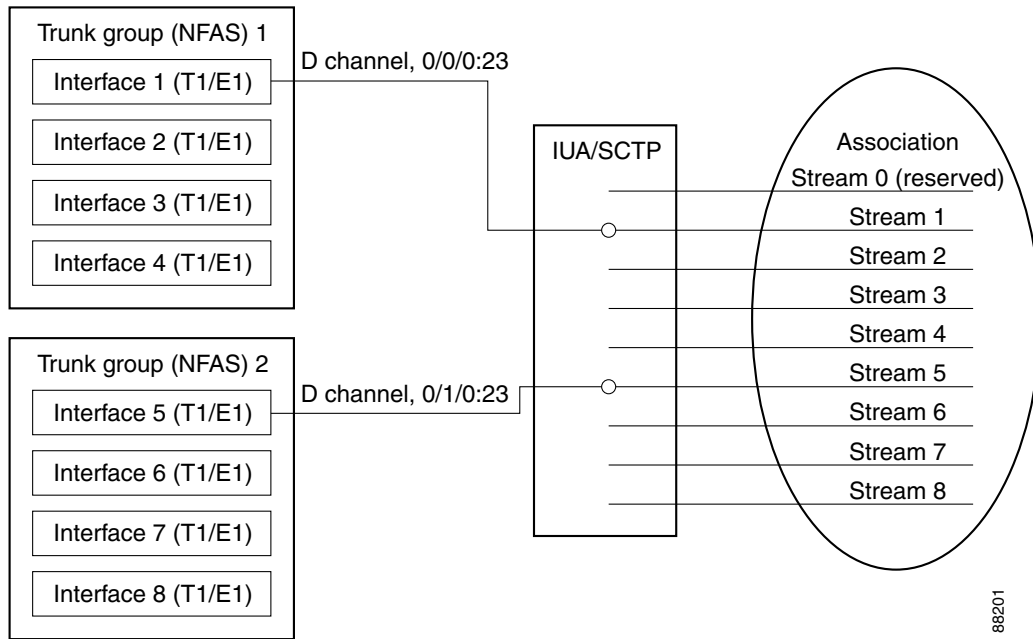 Trunk group (NFAS) 1
Interface 1 (T1/E1)
Interface 2 (T1/E1)
Interface 3 (T1/E1)
Interface 4 (T1/E1)
D channel, 0/0/0:23
Trunk group (NFAS) 2
Interface 5 (T1/E1)
Interface 6 (T1/E1)
Interface 7 (T1/E1)
Interface 8 (T1/E1)
D channel, 0/1/0:23
IUA/SCTP
Association
Stream 0 (reserved)
Stream 1
Stream 2
Stream 3
Stream 4
Stream 5
Stream 6
Stream 7
Stream 8
88201